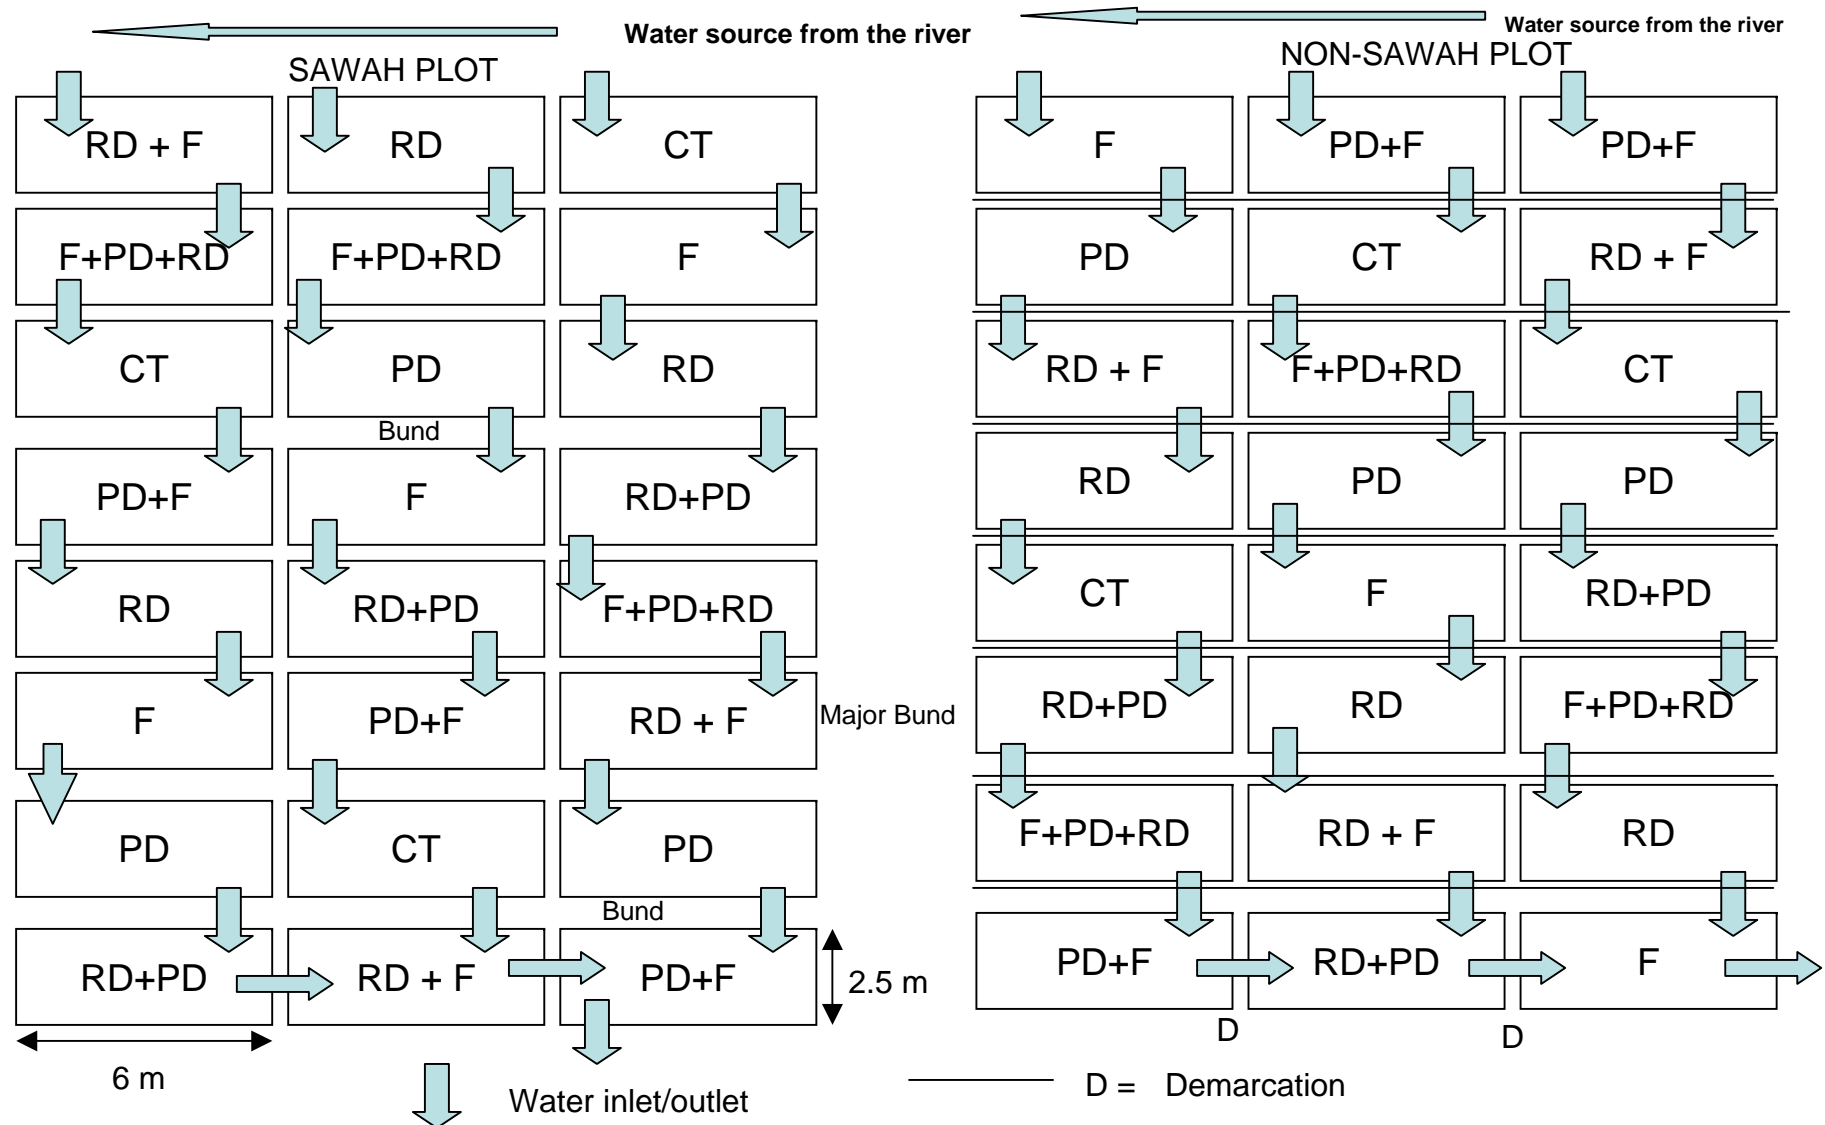 Water source from the river
SAWAH PLOT
RD + F
RD
CT
F+PD+RD
F+PD+RD
F
CT
PD
RD
Bund
PD+F
F
RD+PD
RD
RD+PD
F+PD+RD
F
PD+F
RD + F
Major Bund
PD
CT
PD
Bund
RD+PD
RD + F
PD+F
2.5 m
6 m
Water inlet/outlet
Water source from the river
NON-SAWAH PLOT
F
PD+F
PD+F
PD
CT
RD + F
RD + F
F+PD+RD
CT
RD
PD
PD
CT
F
RD+PD
RD+PD
RD
F+PD+RD
F+PD+RD
RD + F
RD
PD+F
RD+PD
F
D
D
D = Demarcation